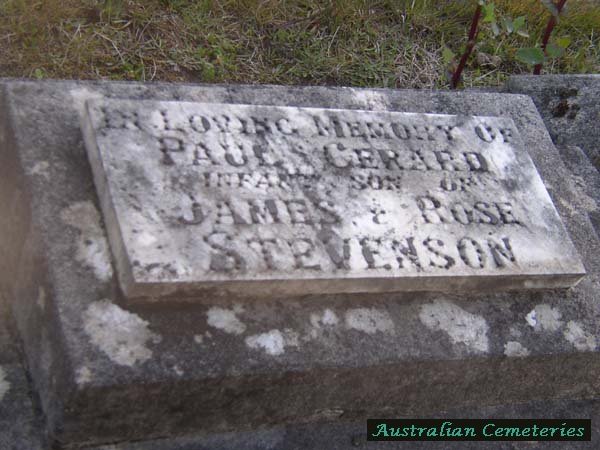 In Loving Memory Of
Paul Gerard
Infant Son Of
James & Rose
Stevenson
Australian Cemeteries